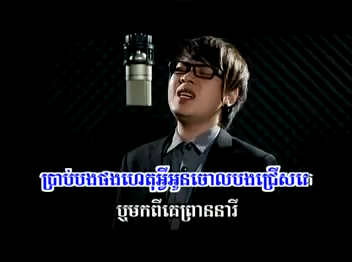 ប្រាប់បងផងហេតុអ្វីអូនចោលបងជ្រើសគេ
ឬមកពីគេព្រាននារី